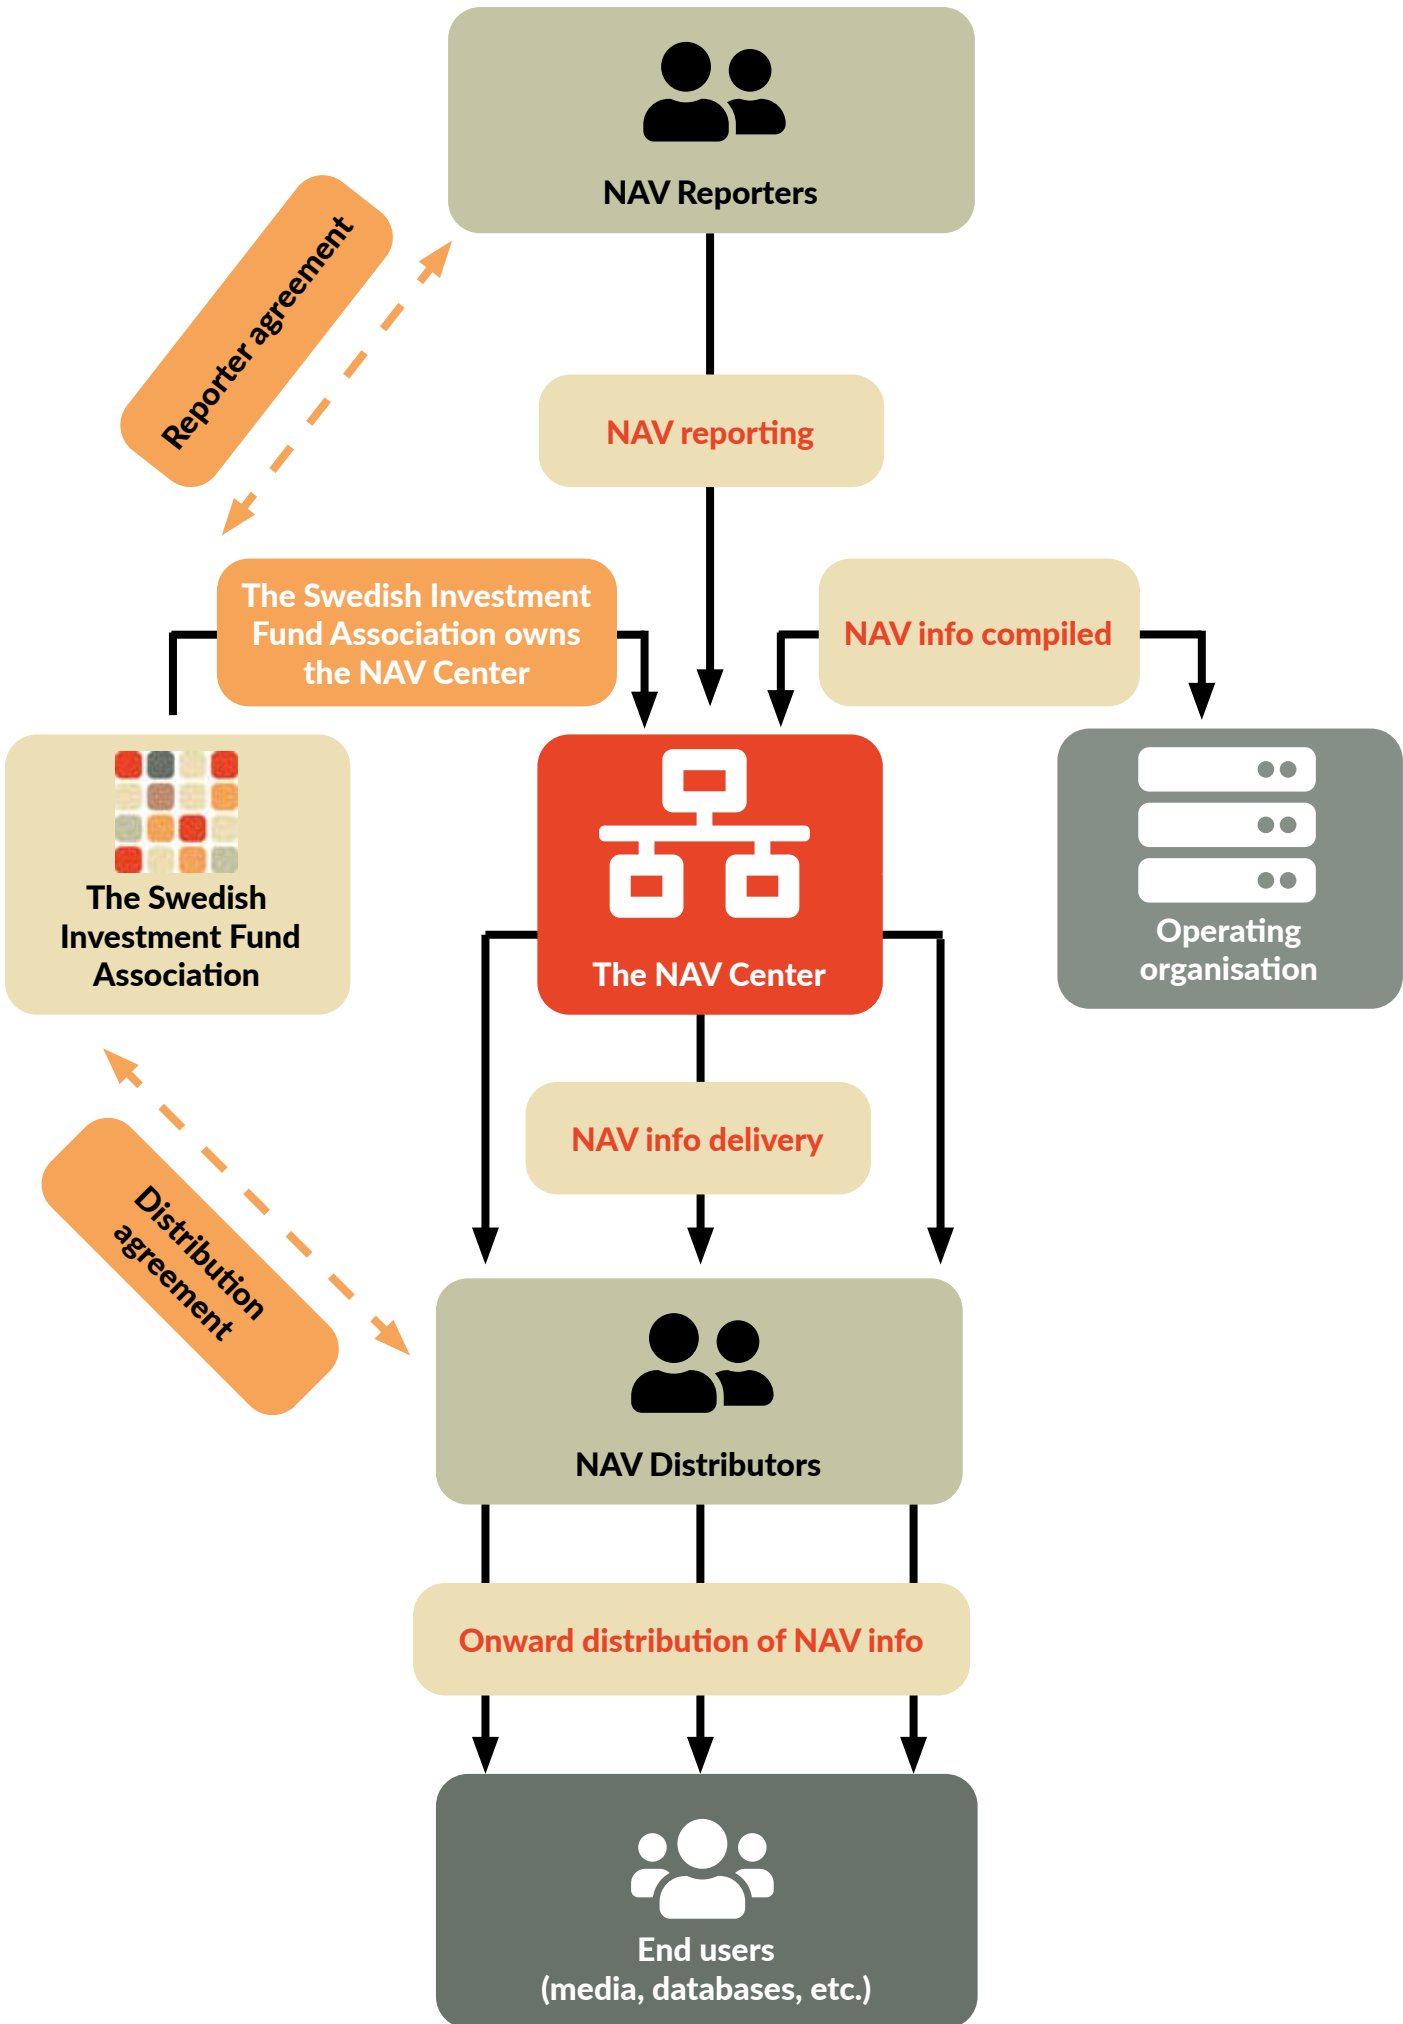 NAV Reporters
Reporter agreement
NAV reporting
The Swedish Investment
Fund Association owns
the NAV Center
NAV info compiled
The Swedish
Investment Fund
Association
The NAV Center
Operating
organisation
NAV info delivery
Distribution
agreement
NAV Distributors
Onward distribution of NAV info
End users
(media, databases, etc.)